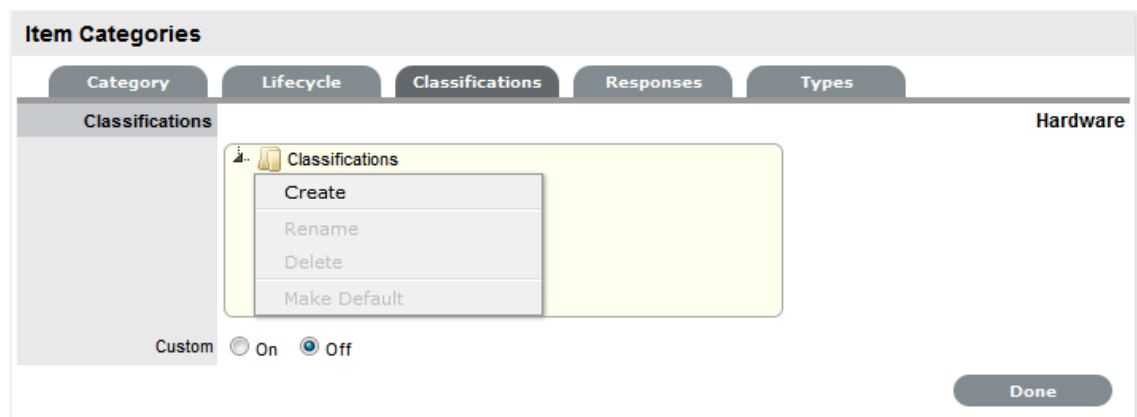 Item Categories
Category Lifecycle Classifications Responses Types
Classifications Hardware
Classifications
Create
Rename
Delete
Make Default
Custom On Off
Done